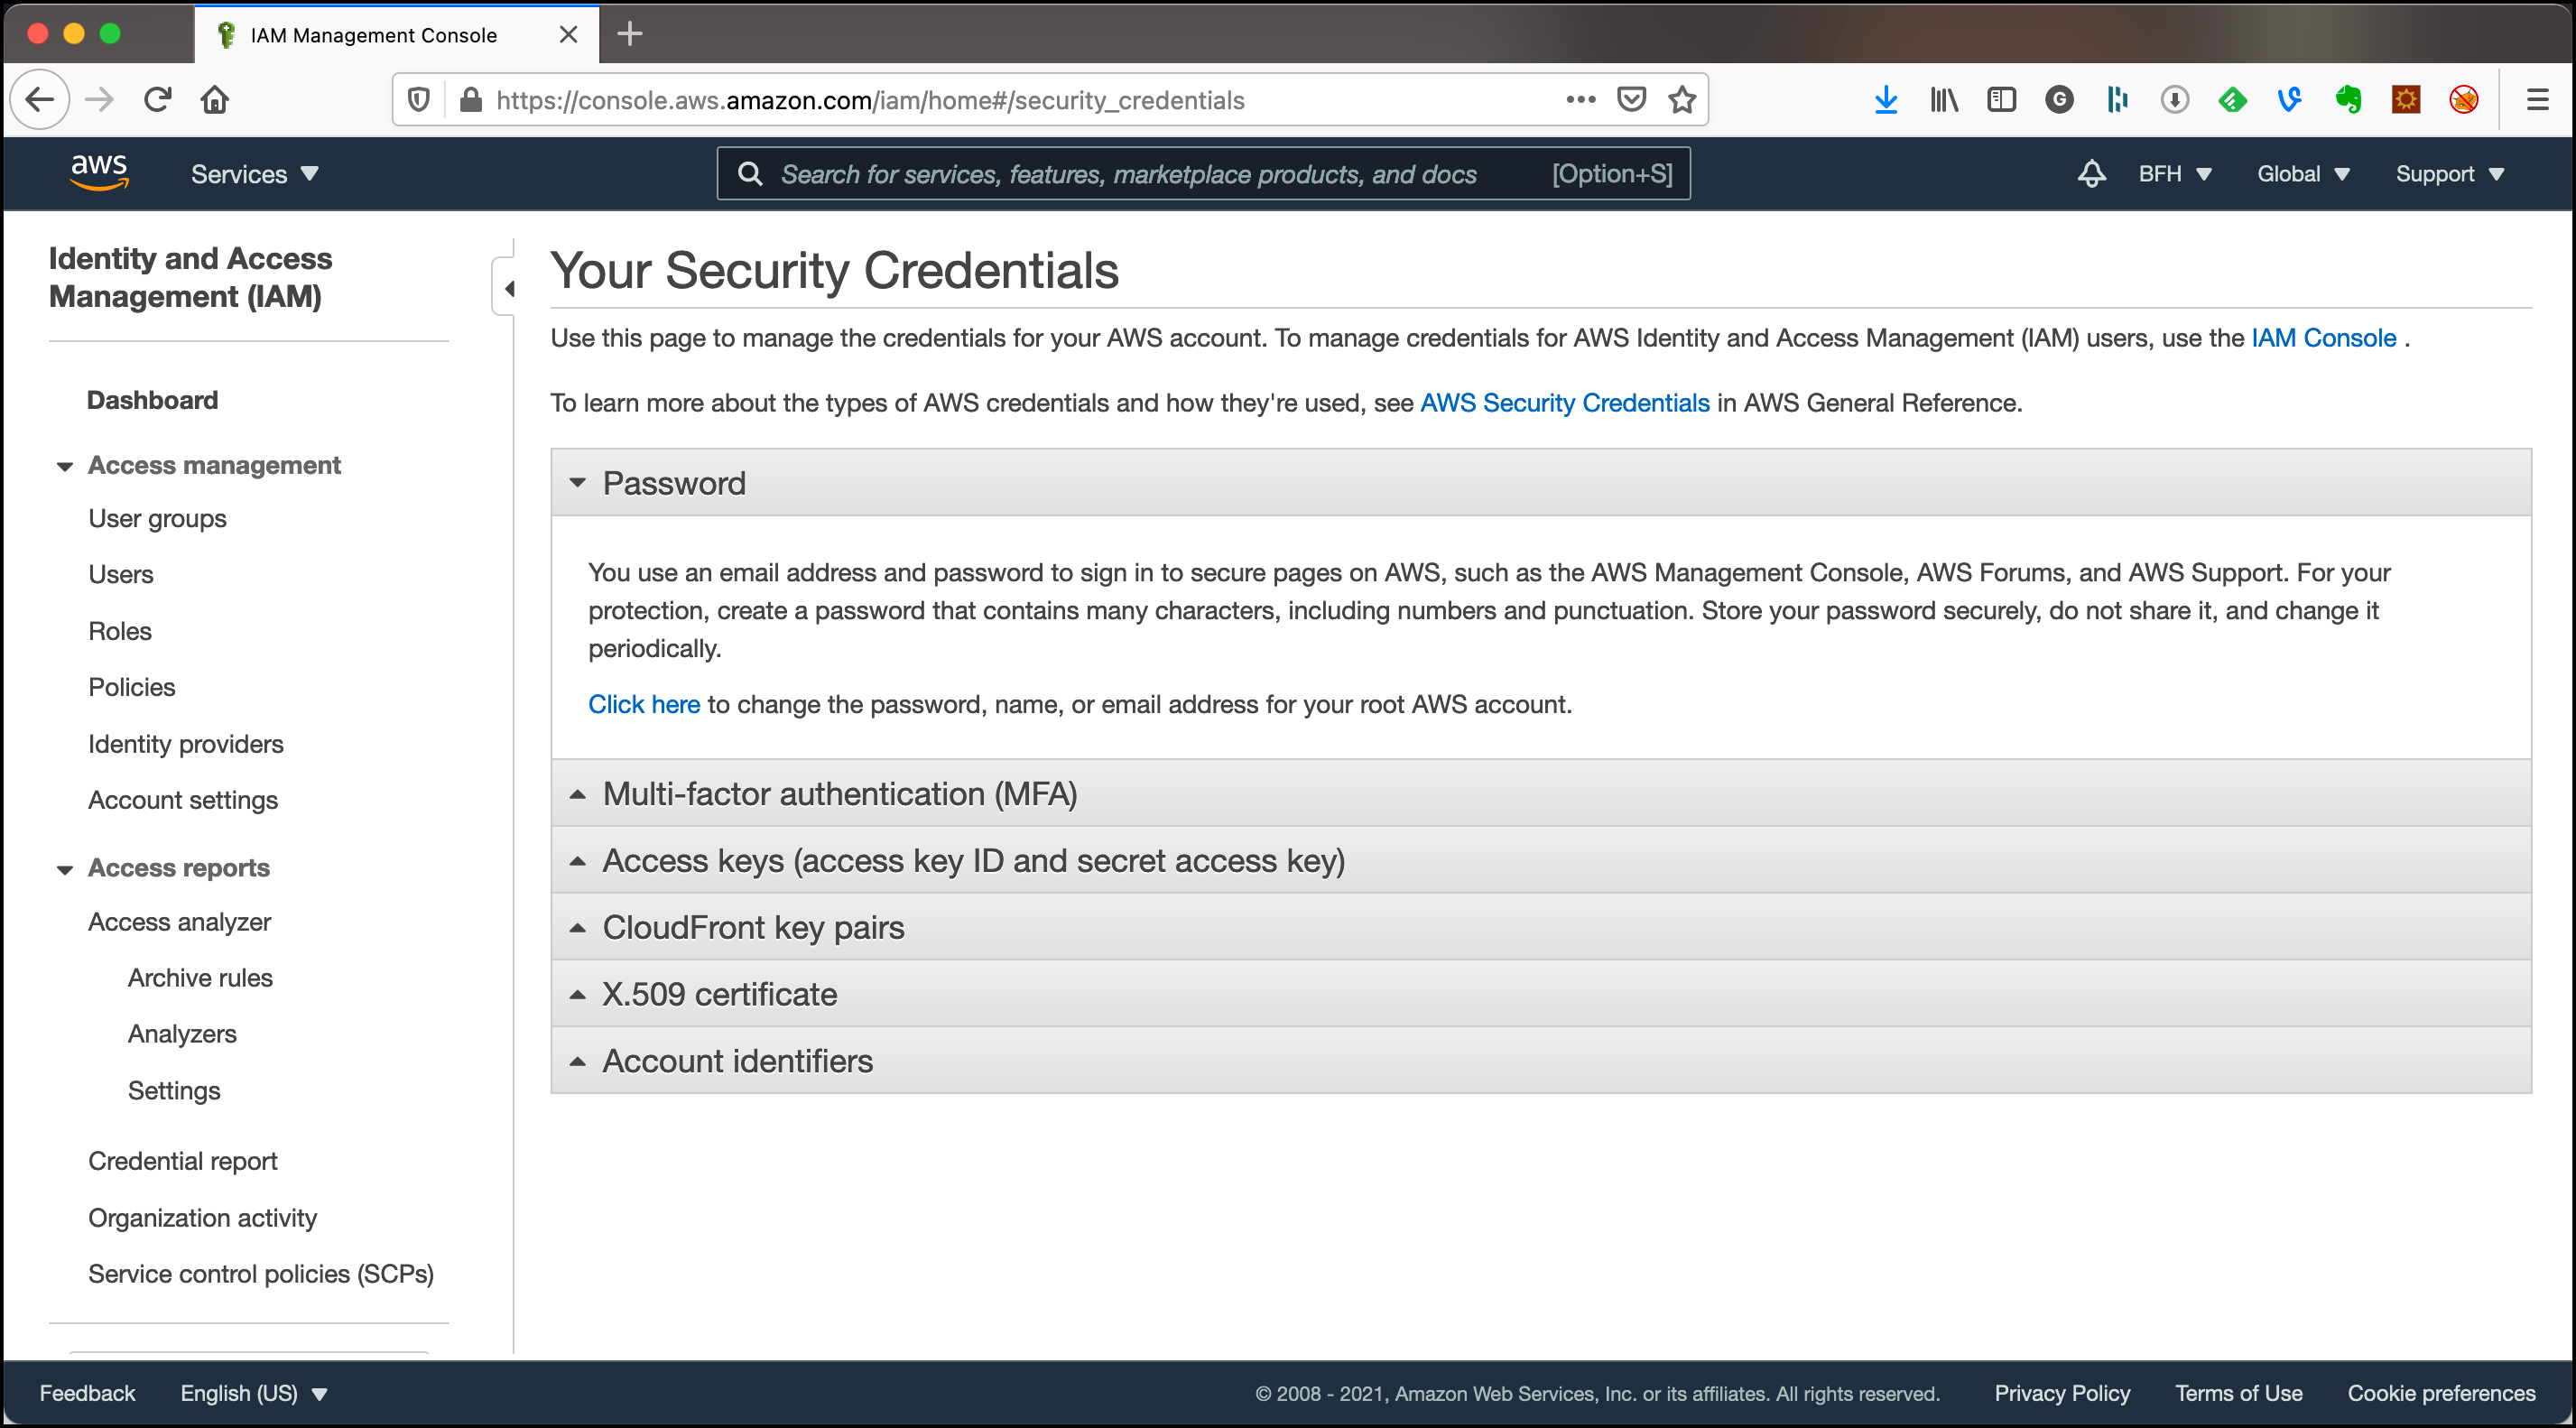 IAM Management Console
https://console.aws.amazon.com/iam/home#/security_credentials
aws
Services
Search for services, features, marketplace products, and docs
[Option+S]
BFH
Global
Support
Identity and Access
Management (IAM)
Dashboard
Access management
User groups
Users
Roles
Policies
Identity providers
Account settings
Access reports
Access analyzer
Archive rules
Analyzers
Settings
Credential report
Organization activity
Service control policies (SCPs)
Your Security Credentials
Use this page to manage the credentials for your AWS account. To manage credentials for AWS Identity and Access Management (IAM) users, use the IAM Console .
To learn more about the types of AWS credentials and how they're used, see AWS Security Credentials in AWS General Reference.
Password
You use an email address and password to sign in to secure pages on AWS, such as the AWS Management Console, AWS Forums, and AWS Support. For your
protection, create a password that contains many characters, including numbers and punctuation. Store your password securely, do not share it, and change it
periodically.
Click here to change the password, name, or email address for your root AWS account.
Multi-factor authentication (MFA)
Access keys (access key ID and secret access key)
CloudFront key pairs
X.509 certificate
Account identifiers
Feedback
English (US)
© 2008 - 2021, Amazon Web Services, Inc. or its affiliates. All rights reserved.
Privacy Policy
Terms of Use
Cookie preferences